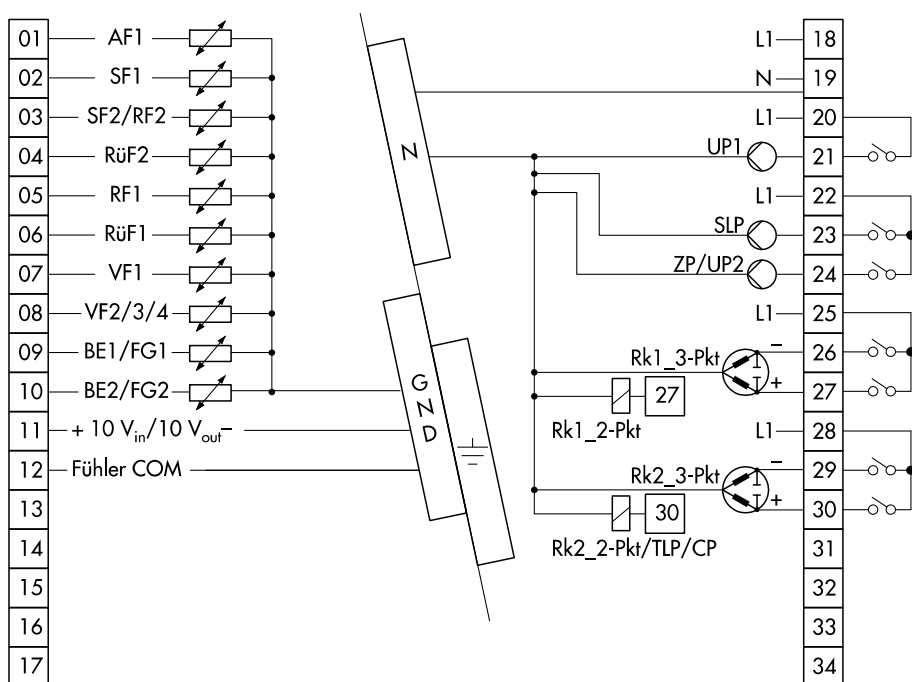 01 AF1
02 SF1
03 SF2/RF2
04 RüF2
05 RF1
06 RüF1
07 VF1
08 VF2/3/4
09 BE1/FG1
10 BE2/FG2
11 + 10 Vin/10 Vout–
12 Fühler COM
13
14
15
16
17
N
GND
L1 18
N 19
L1 20
UP1 21
L1 22
SLP 23
ZP/UP2 24
L1 25
Rk1_3-Pkt – 26
+ 27
27
Rk1_2-Pkt
L1 28
Rk2_3-Pkt – 29
+ 30
30
Rk2_2-Pkt/TLP/CP
31
32
33
34